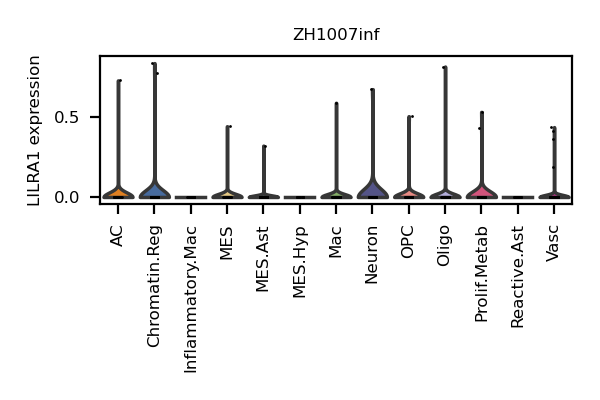 ZH1007inf
LILRA1 expression
0.5
0.0
AC
Chromatin.Reg
Inflammatory.Mac
MES
MES.Ast
MES.Hyp
Mac
Neuron
OPC
Oligo
Prolif.Metab
Reactive.Ast
Vasc